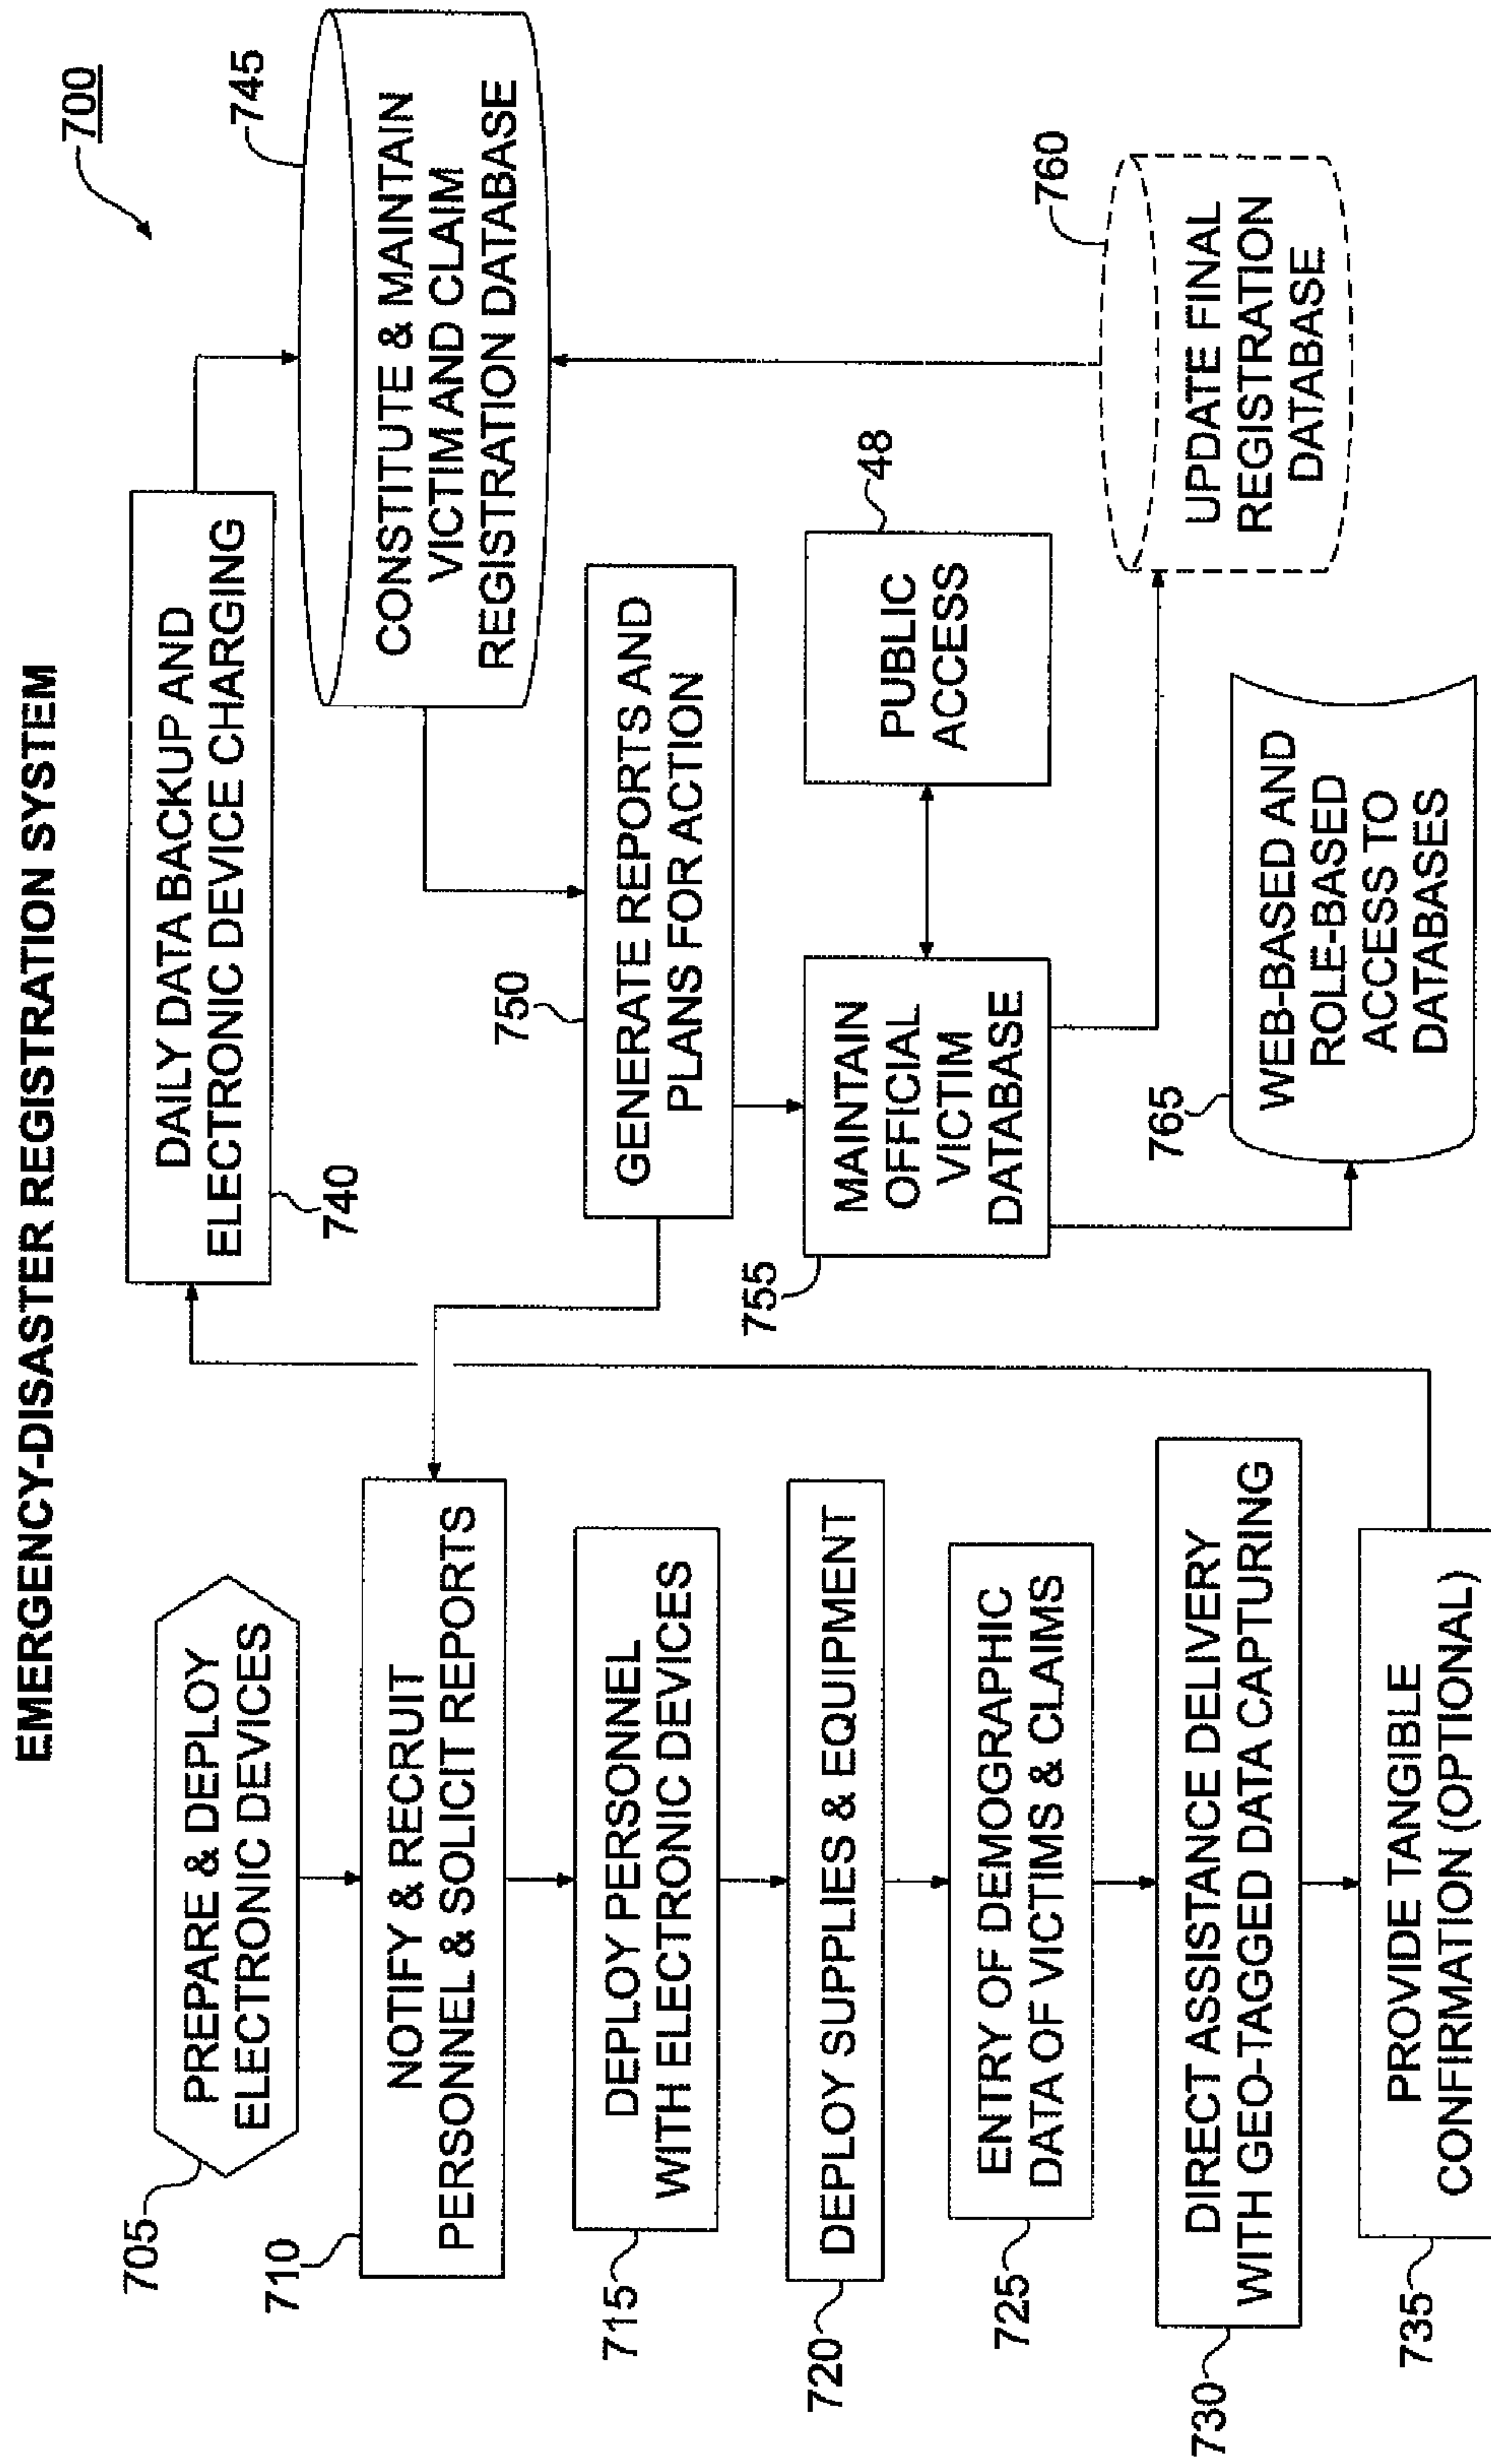 EMERGENCY-DISASTER REGISTRATION SYSTEM
700
705
PREPARE & DEPLOY
ELECTRONIC DEVICES
710
NOTIFY & RECRUIT
PERSONNEL & SOLICIT REPORTS
715
DEPLOY PERSONNEL
WITH ELECTRONIC DEVICES
720
DEPLOY SUPPLIES & EQUIPMENT
725
ENTRY OF DEMOGRAPHIC
DATA OF VICTIMS & CLAIMS
730
DIRECT ASSISTANCE DELIVERY
WITH GEO-TAGGED DATA CAPTURING
735
PROVIDE TANGIBLE
CONFIRMATION (OPTIONAL)
DAILY DATA BACKUP AND
ELECTRONIC DEVICE CHARGING
740
745
CONSTITUTE & MAINTAIN
VICTIM AND CLAIM
REGISTRATION DATABASE
750
GENERATE REPORTS AND
PLANS FOR ACTION
755
MAINTAIN
OFFICIAL
VICTIM
DATABASE
48
PUBLIC
ACCESS
760
UPDATE FINAL
REGISTRATION
DATABASE
765
WEB-BASED AND
ROLE-BASED
ACCESS TO
DATABASES